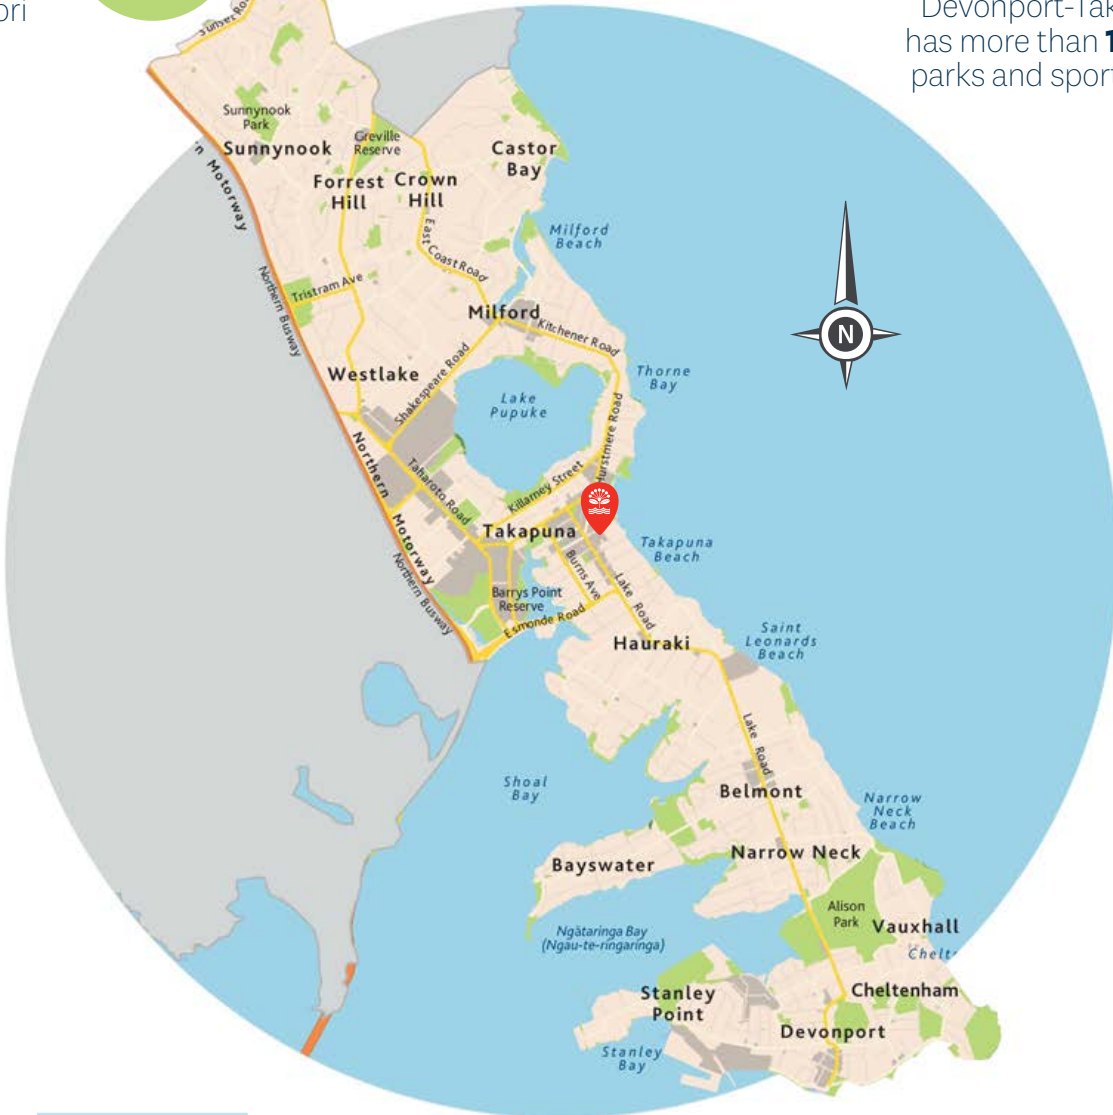 ori
Devonport-Tak
has more than 1
parks and sport
Sunset Ro
Sunnynook
Park
Sunnynook
Greville
Reserve
n Motorway
Forrest
Hill
Crown
Hill
Castor
Bay
East Coast Road
Milford
Beach
Northern Busway
Tristram Ave
Milford
Kitchener Road
Westlake
Shakespeare Road
Lake
Pupuke
Thorne
Bay
Hurstmere Road
Northern Motorway
Taharoto Road
Killarney Street
Takapuna
Takapuna
Beach
Northern Busway
Barrys Point
Reserve
Burns Ave
Lake Road
Esmonde Road
Hauraki
Saint
Leonards
Beach
Lake Road
Shoal
Bay
Belmont
Narrow
Neck
Beach
Bayswater
Narrow Neck
Alison
Park
Vauxhall
Ngātaringa Bay
(Ngau-te-ringaringa)
Chelt
Stanley
Point
Cheltenham
Devonport
Stanley
Bay
N